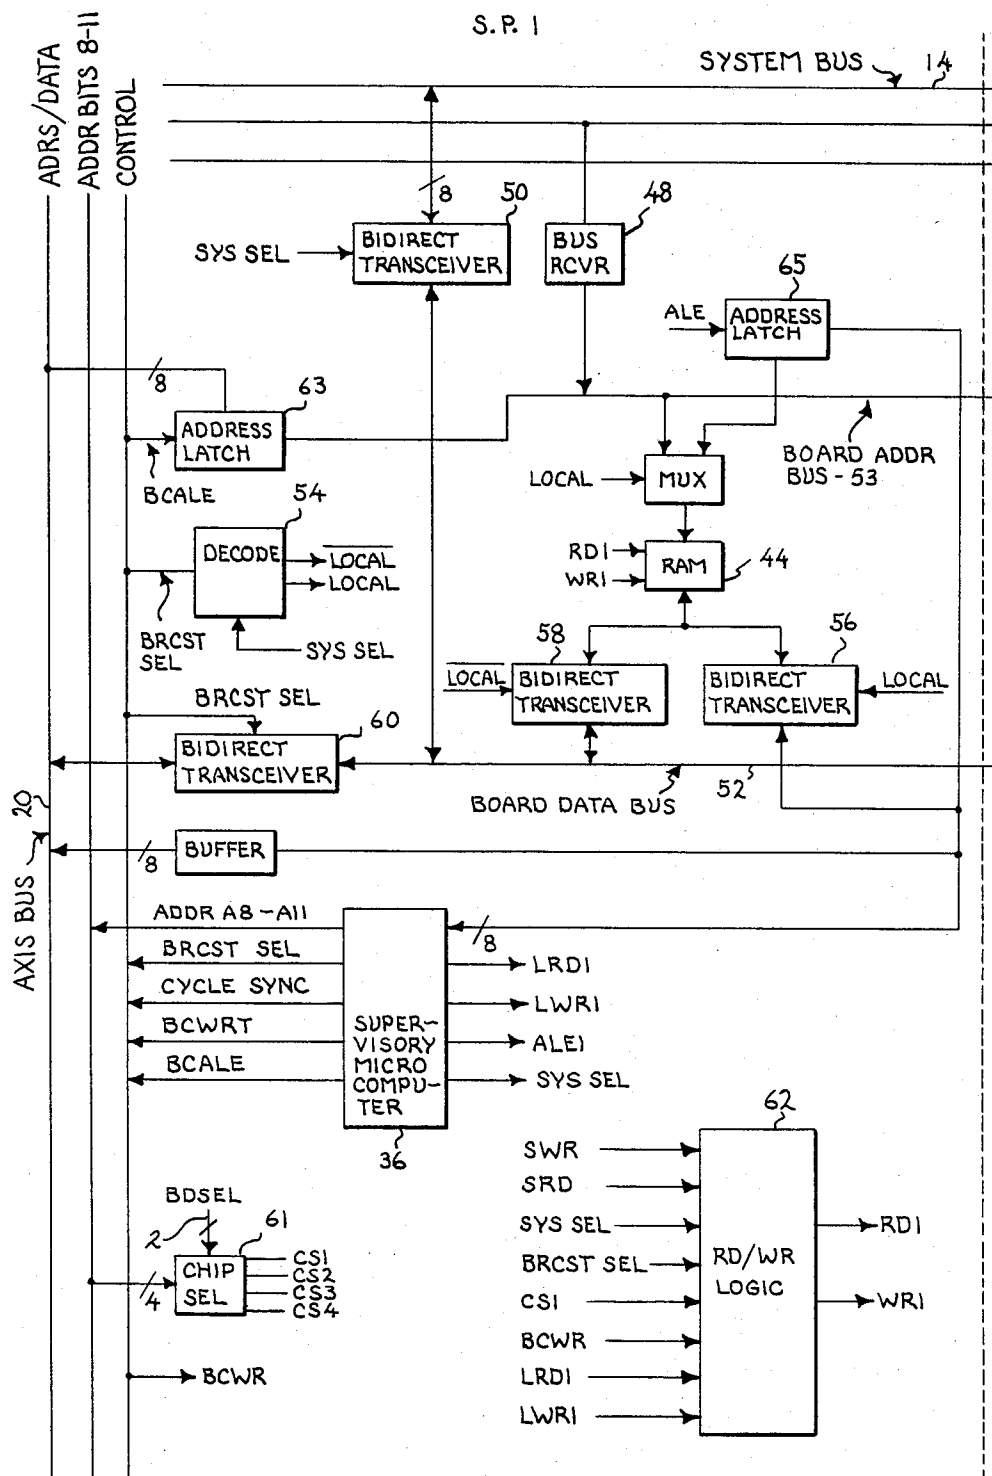 S.P. 1
ADRS/DATA
ADDR BITS 8-11
CONTROL
SYSTEM BUS
14
8
50
48
SYS SEL
BIDIRECT
TRANSCEIVER
BUS
RCVR
65
ALE
ADDRESS
LATCH
8
63
ADDRESS
LATCH
BCALE
BOARD ADDR
BUS - 53
LOCAL
MUX
54
DECODE
LOCAL
LOCAL
RD1
WR1
RAM
44
BRCST
SEL
SYS SEL
58
56
LOCAL
BIDIRECT
TRANSCEIVER
BIDIRECT
TRANSCEIVER
LOCAL
BRCST SEL
60
BIDIRECT
TRANSCEIVER
52
BOARD DATA BUS
20
AXIS BUS
8
BUFFER
ADDR A8-A11
BRCST SEL
CYCLE SYNC
BCWRT
BCALE
SUPER-
VISORY
MICRO
COMPU-
TER
36
8
LRD1
LWR1
ALE1
SYS SEL
62
SWR
SRD
SYS SEL
BRCST SEL
CS1
BCWR
LRD1
LWR1
RD/WR
LOGIC
RD1
WR1
BDSEL
2
61
4
CHIP
SEL
CS1
CS2
CS3
CS4
BCWR